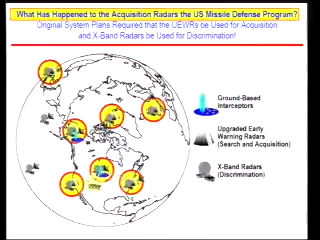 What Has Happened to the Acquisition Radars the US Missile Defense Program?
Original System Plans Required that the UEWRs be Used for Acquisition
and X-Band Radars be Used for Discrimination!
Ground-Based
Interceptors
Upgraded Early
Warning Radars
(Search and Acquisition)
X-Band Radars
(Discrimination)